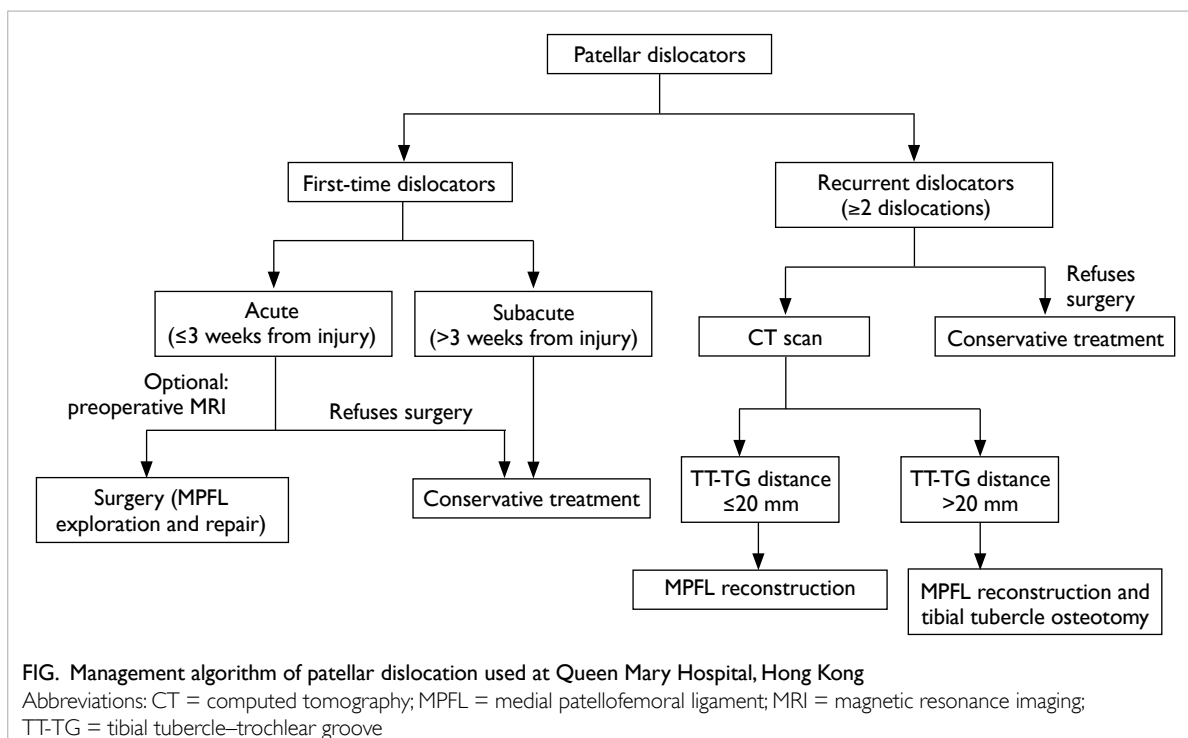 Patellar dislocators
First-time dislocators
Recurrent dislocators
(≥2 dislocations)
Acute
(≤3 weeks from injury)
Subacute
(>3 weeks from injury)
Refuses
surgery
CT scan
Conservative treatment
Optional:
preoperative MRI
Refuses surgery
Surgery (MPFL
exploration and repair)
Conservative treatment
TT-TG distance
≤20 mm
TT-TG distance
>20 mm
MPFL reconstruction
MPFL reconstruction and
tibial tubercle osteotomy
FIG. Management algorithm of patellar dislocation used at Queen Mary Hospital, Hong Kong
Abbreviations: CT = computed tomography; MPFL = medial patellofemoral ligament; MRI = magnetic resonance imaging;
TT-TG = tibial tubercle–trochlear groove